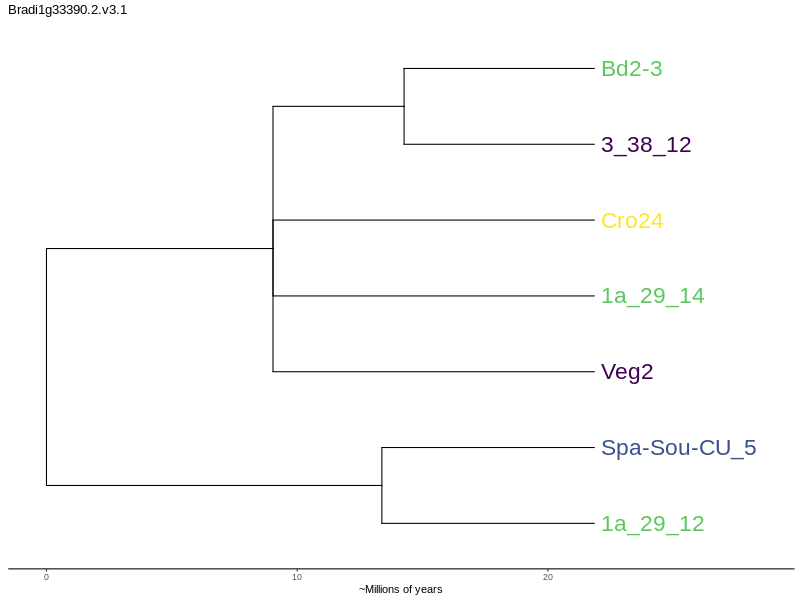 Bradi1g33390.2.v3.1
Bd2-3
3_38_12
Cro24
1a_29_14
Veg2
Spa-Sou-CU_5
1a_29_12
0 10 20
~Millions of years